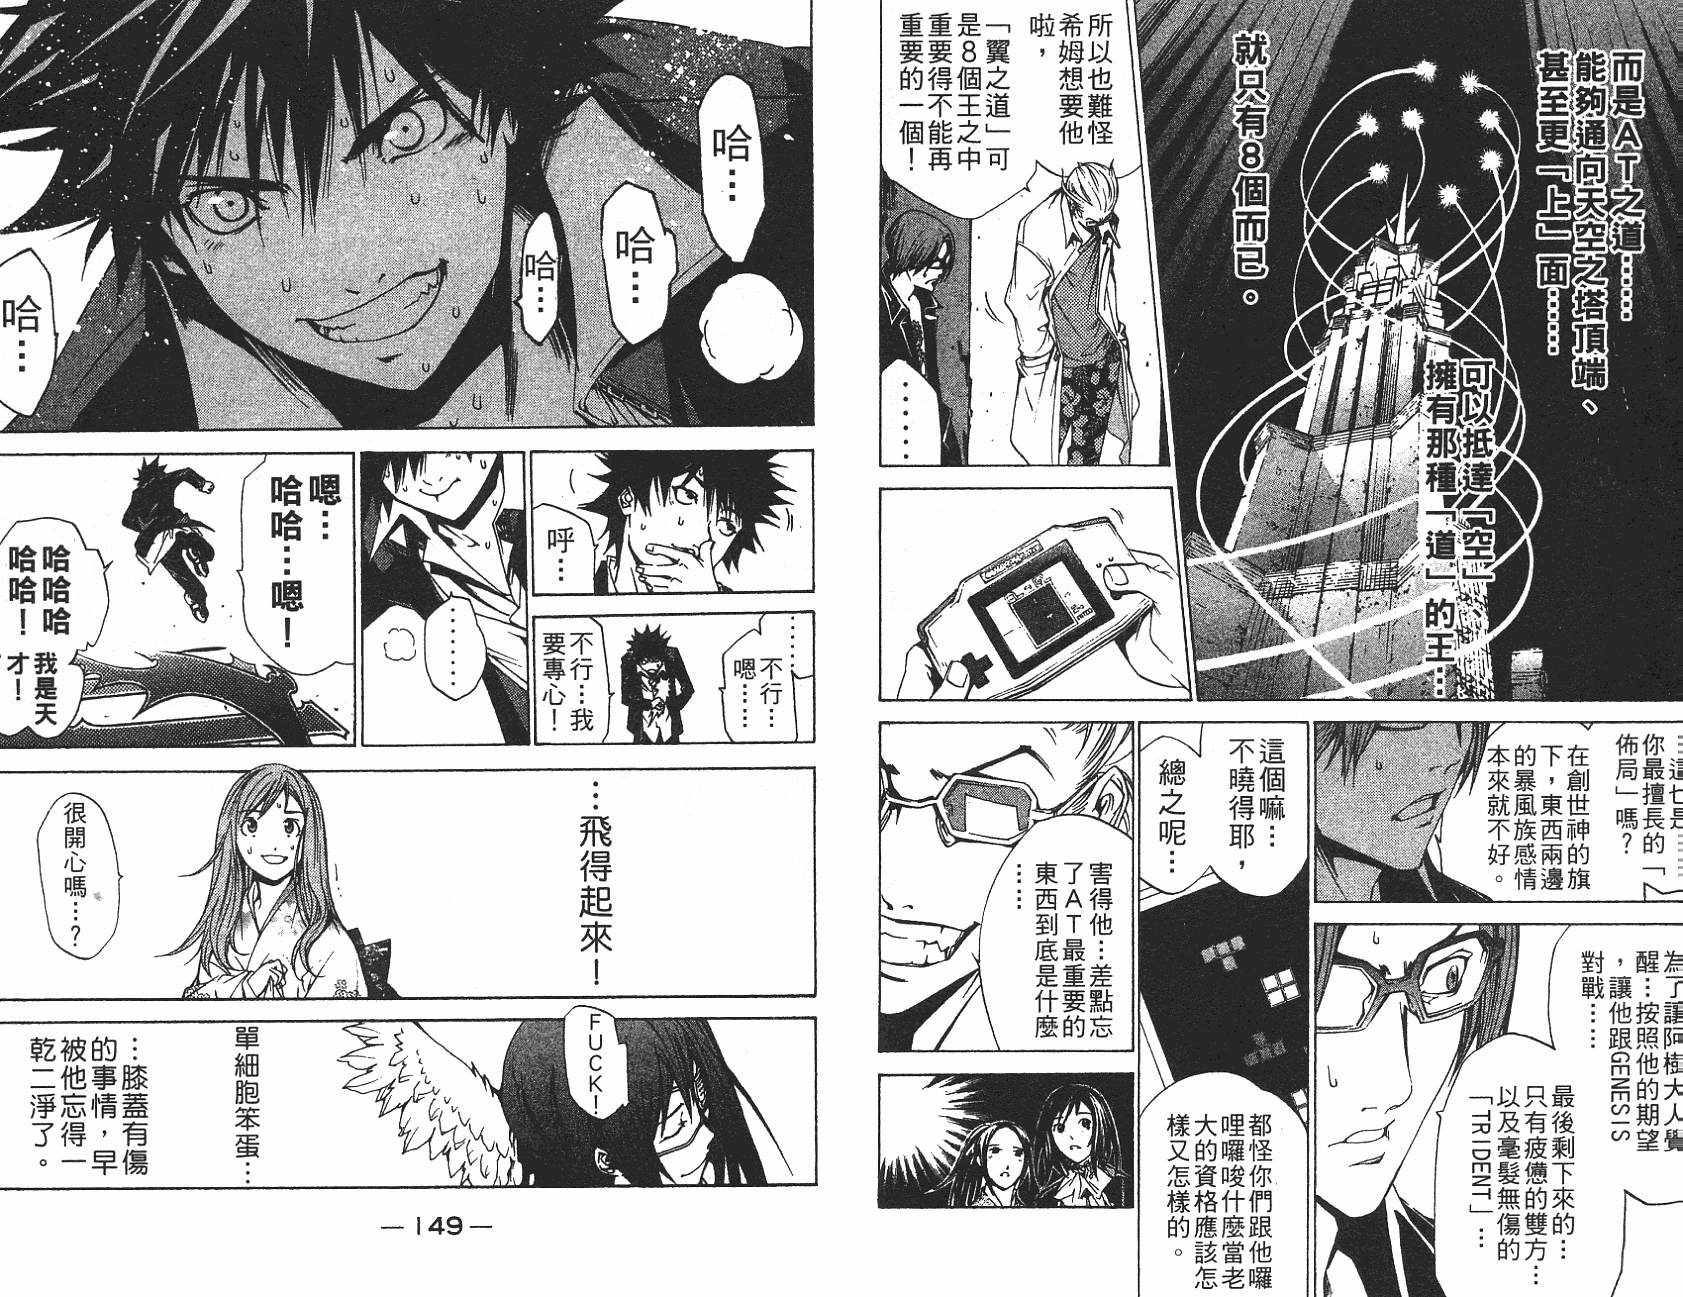 而是AT之道……
能夠通向天空之塔頂端、
甚至更「上」面……
可以抵達「空」、
擁有那種「道」的王…
就只有8個而已。
所以也難怪
希姆想要他
啦，
「翼之道」可
是8個王之中
重要得不能再
重要的一個！
………
你最擅長的「
佈局」嗎？
在創世神的旗
下，東西兩邊
的暴風族感情
本來就不好。
為了讓阿樹大人覺
醒…按照他的期望
，讓他跟GENESIS
對戰……
最後剩下來的…
只有疲憊的雙方…
以及毫髮無傷的
「TRIDENT」…
這個嘛…
不曉得耶，
總之呢…
害得他…差點忘
了AT最重要的
東西到底是什麼
……
都怪你們跟他囉
哩囉唆什麼當老
大的資格應該怎
樣又怎樣的。
哈…
哈…
哈…
哈…
呼…
……
不行…
嗯……
不行…我
要專心！
………
嗯…
哈哈…嗯！
哈哈哈
哈哈！
我是天
才！
…飛得起來！
很開心嗎…？
FUCK！
單細胞笨蛋…
…膝蓋有傷
的事情，早
被他忘得一
乾二淨了。
— 149 —